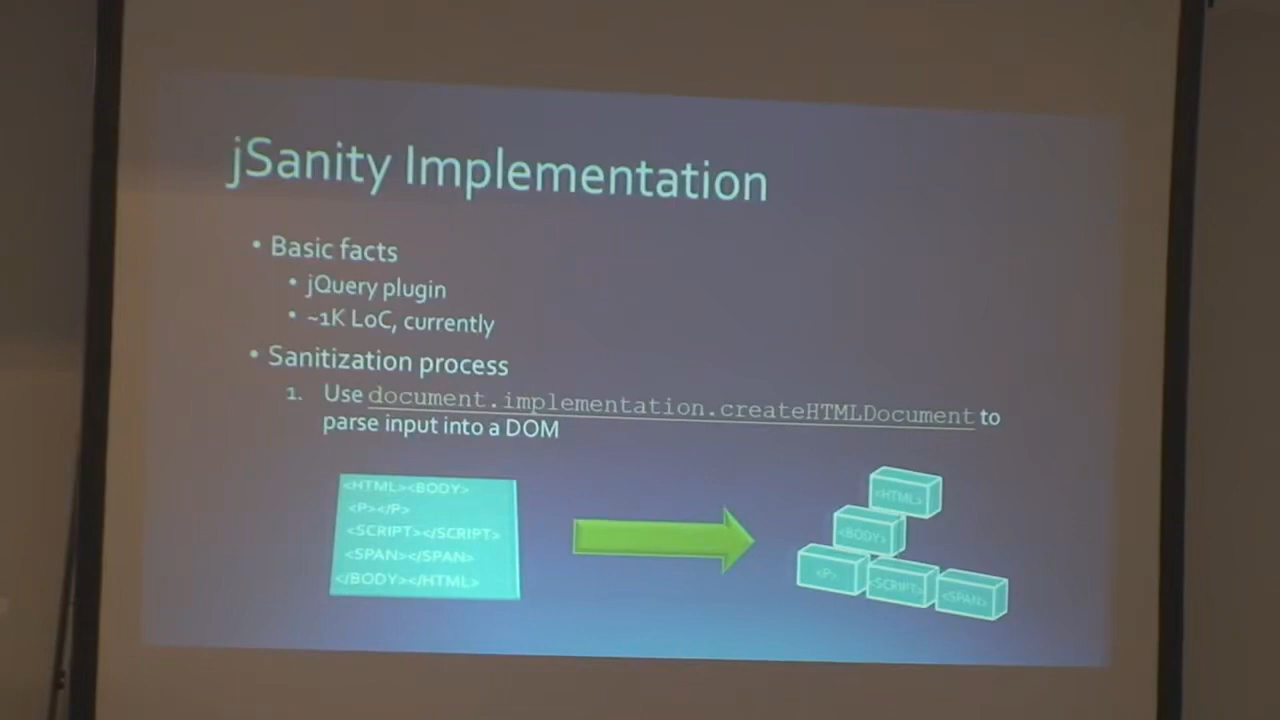 jSanity Implementation
• Basic facts
• jQuery plugin
• ~1K LoC, currently
• Sanitization process
1. Use document.implementation.createHTMLDocument to
parse input into a DOM
<HTML><BODY>
<P></P>
<SCRIPT></SCRIPT>
<SPAN></SPAN>
</BODY></HTML>
<HTML>
<BODY>
<P>
<SCRIPT>
<SPAN>